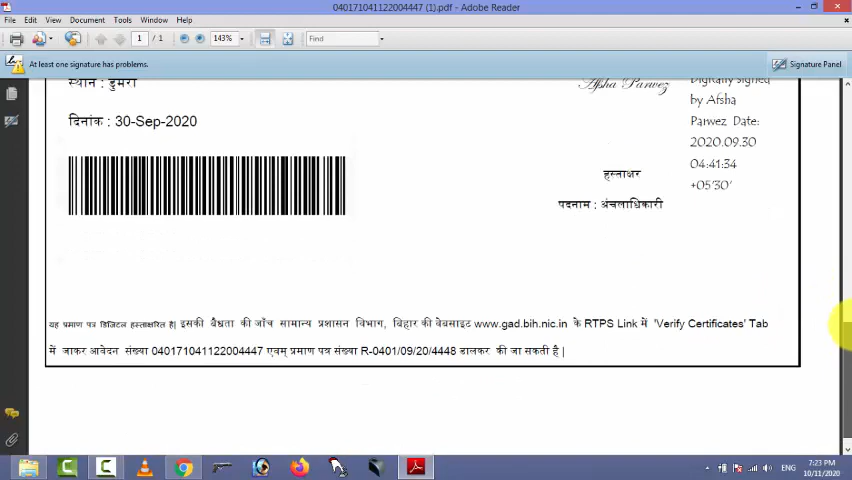 040171041122004447 (1).pdf - Adobe Reader
File Edit View Document Tools Window Help
1 / 1 143% Find
At least one signature has problems. Signature Panel
स्थान : डुमरा
Afsha Parwez
Digitally Signed
by Afsha
Parwez Date:
2020.09.30
04:41:34
+05'30'
दिनांक : 30-Sep-2020
हस्ताक्षर
पदनाम : अंचलाधिकारी
यह प्रमाण पत्र डिजिटल हस्ताक्षरित है| इसकी वैधता की जाँच सामान्य प्रशासन विभाग, बिहार की वेबसाइट www.gad.bih.nic.in के RTPS Link में 'Verify Certificates' Tab
में जाकर आवेदन संख्या 040171041122004447 एवम् प्रमाण पत्र संख्या R-0401/09/20/4448 डालकर की जा सकती है |
ENG
7:23 PM
10/11/2020